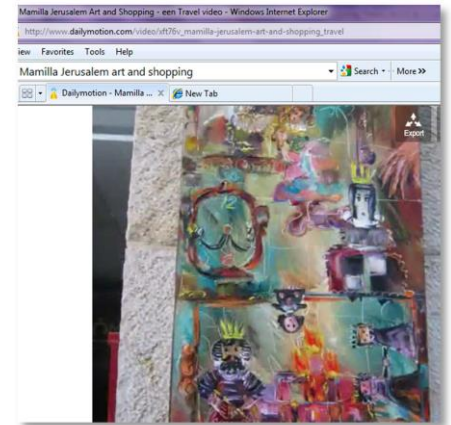 Mamilla Jerusalem Art and Shopping - een Travel video - Windows Internet Explorer
http://www.dailymotion.com/video/xft76v_mamilla-jerusalem-art-and-shopping_travel
iew Favorites Tools Help
Mamilla Jerusalem art and shopping Search More »
Dailymotion - Mamilla ... X New Tab
Export
12